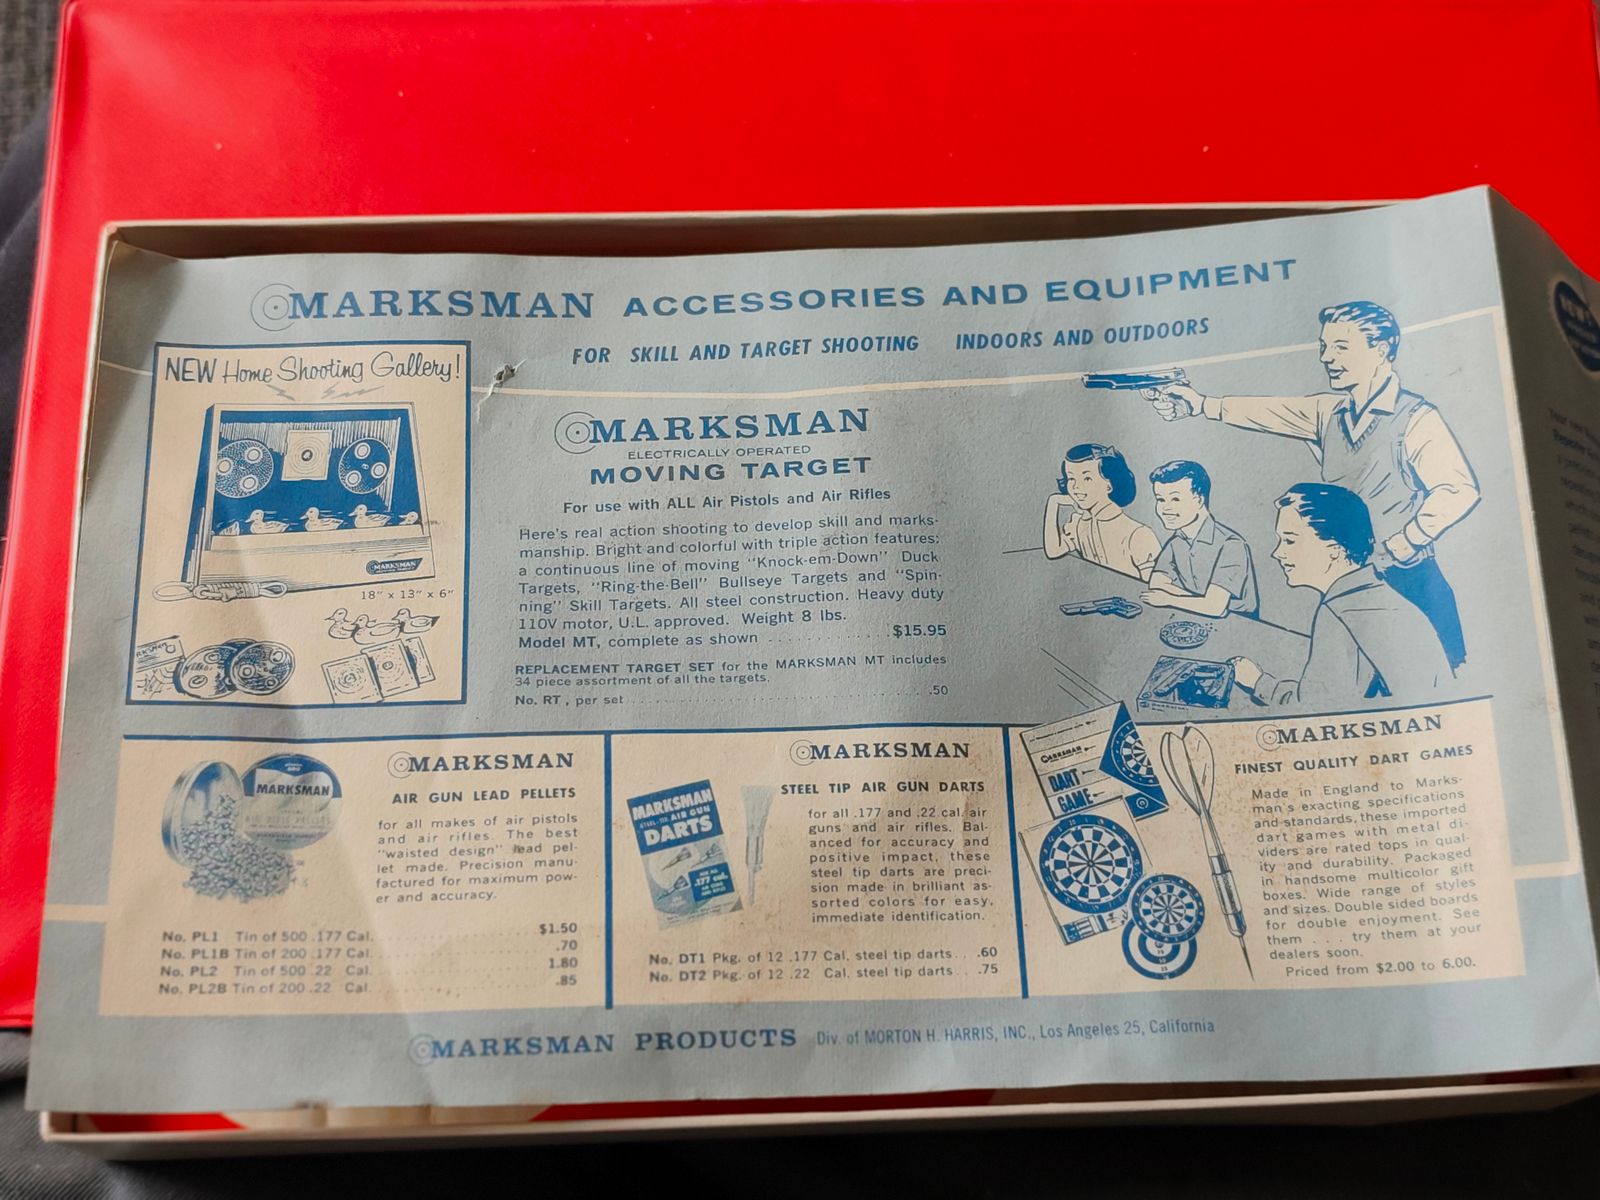 MARKSMAN ACCESSORIES AND EQUIPMENT
FOR SKILL AND TARGET SHOOTING INDOORS AND OUTDOORS
NEW Home Shooting Gallery!
MARKSMAN
18" x 13" x 6"
MARKSMAN
ELECTRICALLY OPERATED
MOVING TARGET
For use with ALL Air Pistols and Air Rifles
Here's real action shooting to develop skill and marks-
manship. Bright and colorful with triple action features:
a continuous line of moving "Knock-em-Down" Duck
Targets, "Ring-the-Bell" Bullseye Targets and "Spin-
ning" Skill Targets. All steel construction. Heavy duty
110V motor, U.L. approved. Weight 8 lbs.
Model MT, complete as shown . . . . . . . . . . . . $15.95
REPLACEMENT TARGET SET for the MARKSMAN MT includes
34 piece assortment of all the targets.
No. RT, per set . . . . . . . . . . . . . . . . . . . . . . . . .50
MARKSMAN
MARKSMAN
AIR GUN LEAD PELLETS
for all makes of air pistols
and air rifles. The best
"waisted design" lead pel-
let made. Precision manu-
factured for maximum pow-
er and accuracy.
No. PL1 Tin of 500 .177 Cal. . . . . . . . . . . . $1.50
No. PL1B Tin of 200 .177 Cal. . . . . . . . . . . . .70
No. PL2 Tin of 500 .22 Cal. . . . . . . . . . . . 1.80
No. PL2B Tin of 200 .22 Cal. . . . . . . . . . . . .85
MARKSMAN
STEEL-TIP AIR GUN
DARTS
.177 CAL.
MARKSMAN
STEEL TIP AIR GUN DARTS
for all .177 and .22 cal. air
guns and air rifles. Bal-
anced for accuracy and
positive impact, these
steel tip darts are preci-
sion made in brilliant as-
sorted colors for easy,
immediate identification.
No. DT1 Pkg. of 12 .177 Cal. steel tip darts . . .60
No. DT2 Pkg. of 12 .22 Cal. steel tip darts . . .75
MARKSMAN
DART
GAME
MARKSMAN
FINEST QUALITY DART GAMES
Made in England to Marks-
man's exacting specifications
and standards, these imported
dart games with metal di-
viders are rated tops in qual-
ity and durability. Packaged
in handsome multicolor gift
boxes. Wide range of styles
and sizes. Double sided boards
for double enjoyment. See
them . . . try them at your
dealers soon.
Priced from $2.00 to 6.00.
MARKSMAN PRODUCTS Div. of MORTON H. HARRIS, INC., Los Angeles 25, California